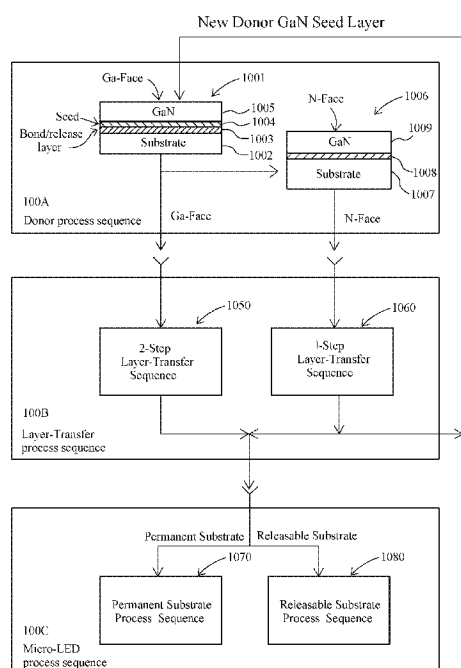 New Donor GaN Seed Layer
Ga-Face
1001
GaN
1005
Seed
1004
Bond/release
layer
1003
Substrate
1002
N-Face
1006
GaN
1009
1008
Substrate
1007
100A
Donor process sequence
Ga-Face
N-Face
1050
2-Step
Layer-Transfer
Sequence
1060
1-Step
Layer-Transfer
Sequence
100B
Layer-Transfer
process sequence
Permanent Substrate
Releasable Substrate
1070
Permanent Substrate
Process Sequence
1080
Releasable Substrate
Process Sequence
100C
Micro-LED
process sequence